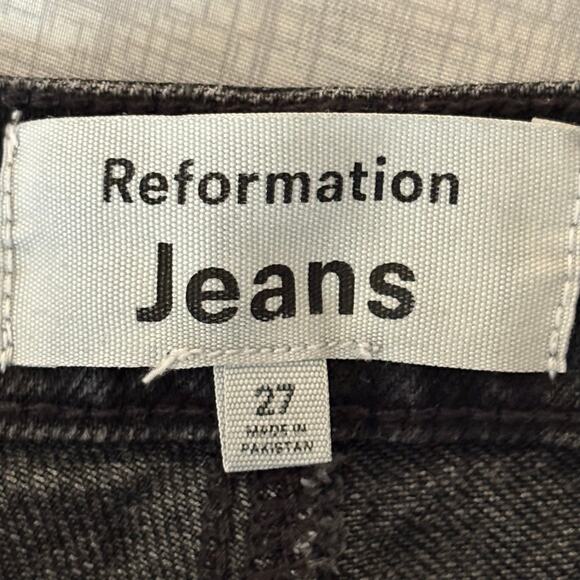 Reformation
Jeans
27
MADE IN
PAKISTAN